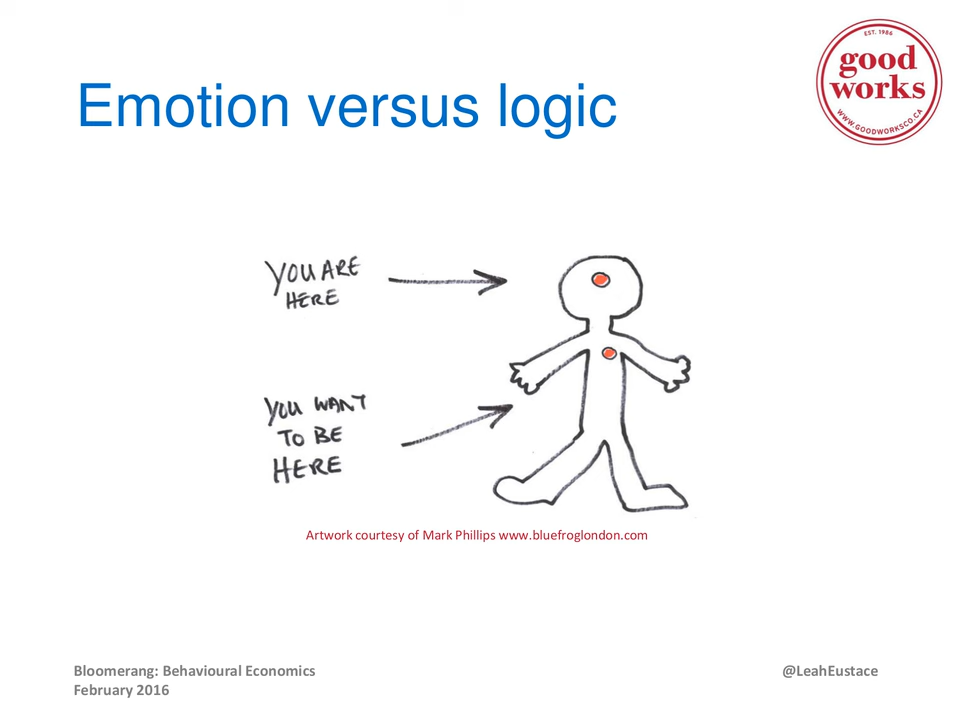 EST. 1986
good
works
WWW.GOODWORKSCO.CA
Emotion versus logic
YOU ARE
HERE
YOU WANT
TO BE
HERE
Artwork courtesy of Mark Phillips www.bluefroglondon.com
Bloomerang: Behavioural Economics
February 2016
@LeahEustace